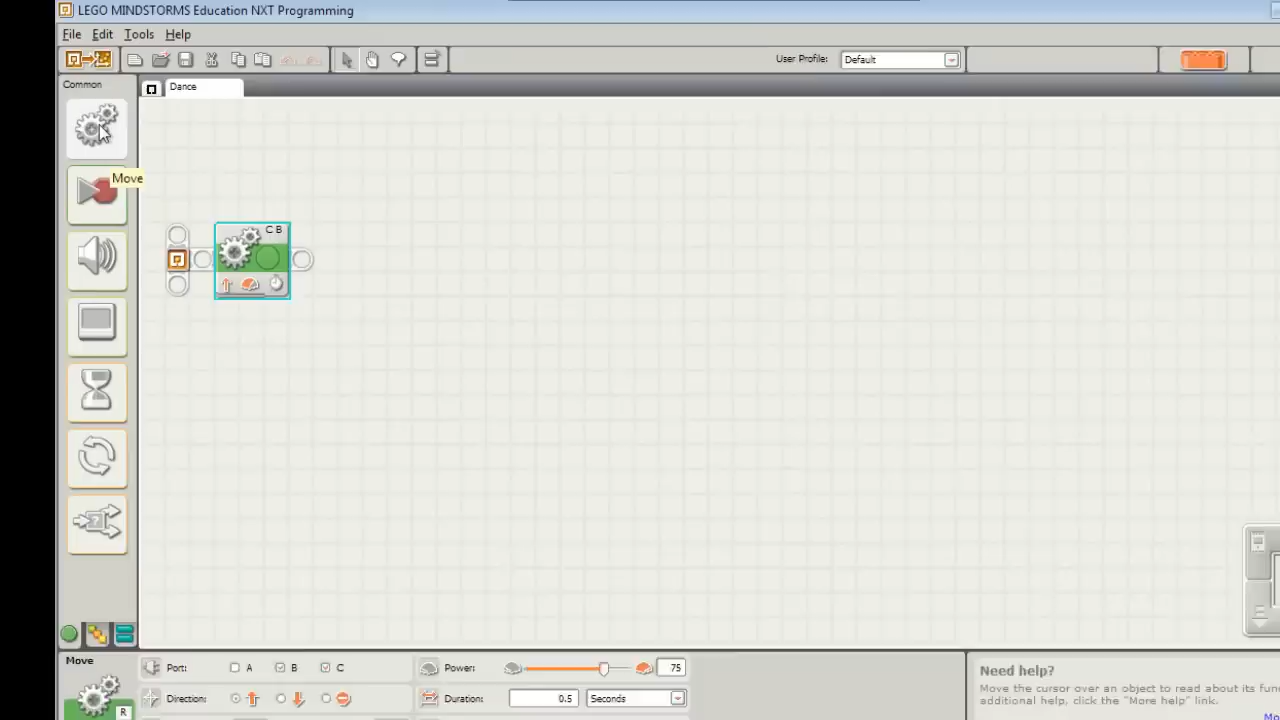 LEGO MINDSTORMS Education NXT Programming
File Edit Tools Help
User Profile: Default
Common
Dance
Move
C B
Move
Port: A B C
Power: 75
Need help?
Move the cursor over an object to read about its fun
additional help, click the "More help" link.
R
Direction:
Duration: 0.5 Seconds
Mo